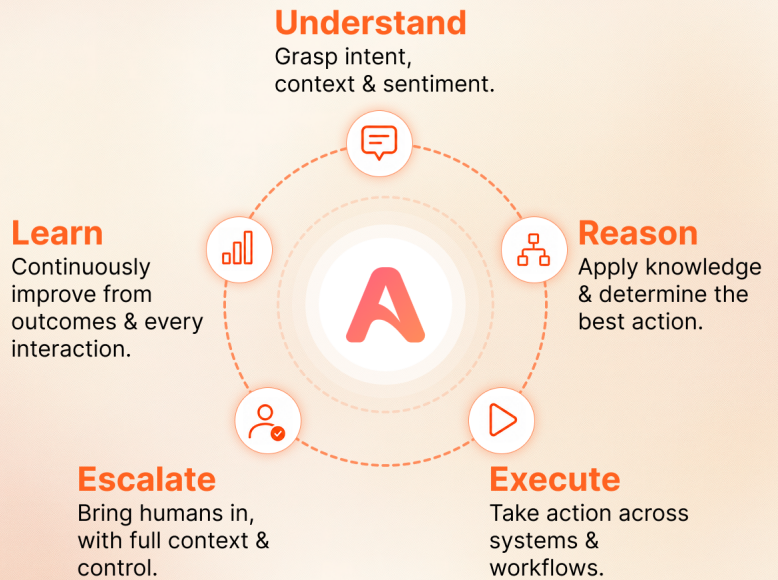 Understand
Grasp intent,
context & sentiment.
Learn
Continuously
improve from
outcomes & every
interaction.
A
Reason
Apply knowledge
& determine the
best action.
Escalate
Bring humans in,
with full context &
control.
Execute
Take action across
systems &
workflows.